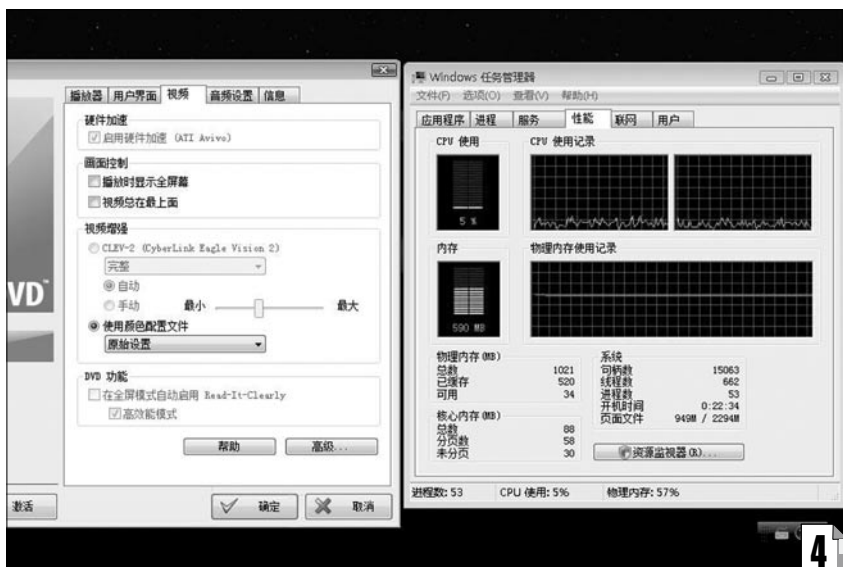 VD
播放器 用户界面 视频 音频设置 信息
硬件加速
启用硬件加速 (ATI Avivo)
画面控制
播放时显示全屏幕
视频总在最上面
视频增强
CLEV-2 (CyberLink Eagle Vision 2)
完整
自动
手动 最小 最大
使用颜色配置文件
原始设置
DVD 功能
在全屏模式自动启用 Read-It-Clearly
高效能模式
帮助 高级...
激活 确定 取消
Windows 任务管理器
文件(F) 选项(O) 查看(V) 帮助(H)
应用程序 进程 服务 性能 联网 用户
CPU 使用 CPU 使用记录
5 %
内存 物理内存使用记录
590 MB
物理内存(MB)
总数 1021
已缓存 520
可用 34
核心内存(MB)
总数 88
分页数 58
未分页 30
系统
句柄数 15063
线程数 662
进程数 53
开机时间 0:22:34
页面文件 949M / 2294M
资源监视器(R)...
进程数: 53 CPU 使用: 5% 物理内存: 57%
4